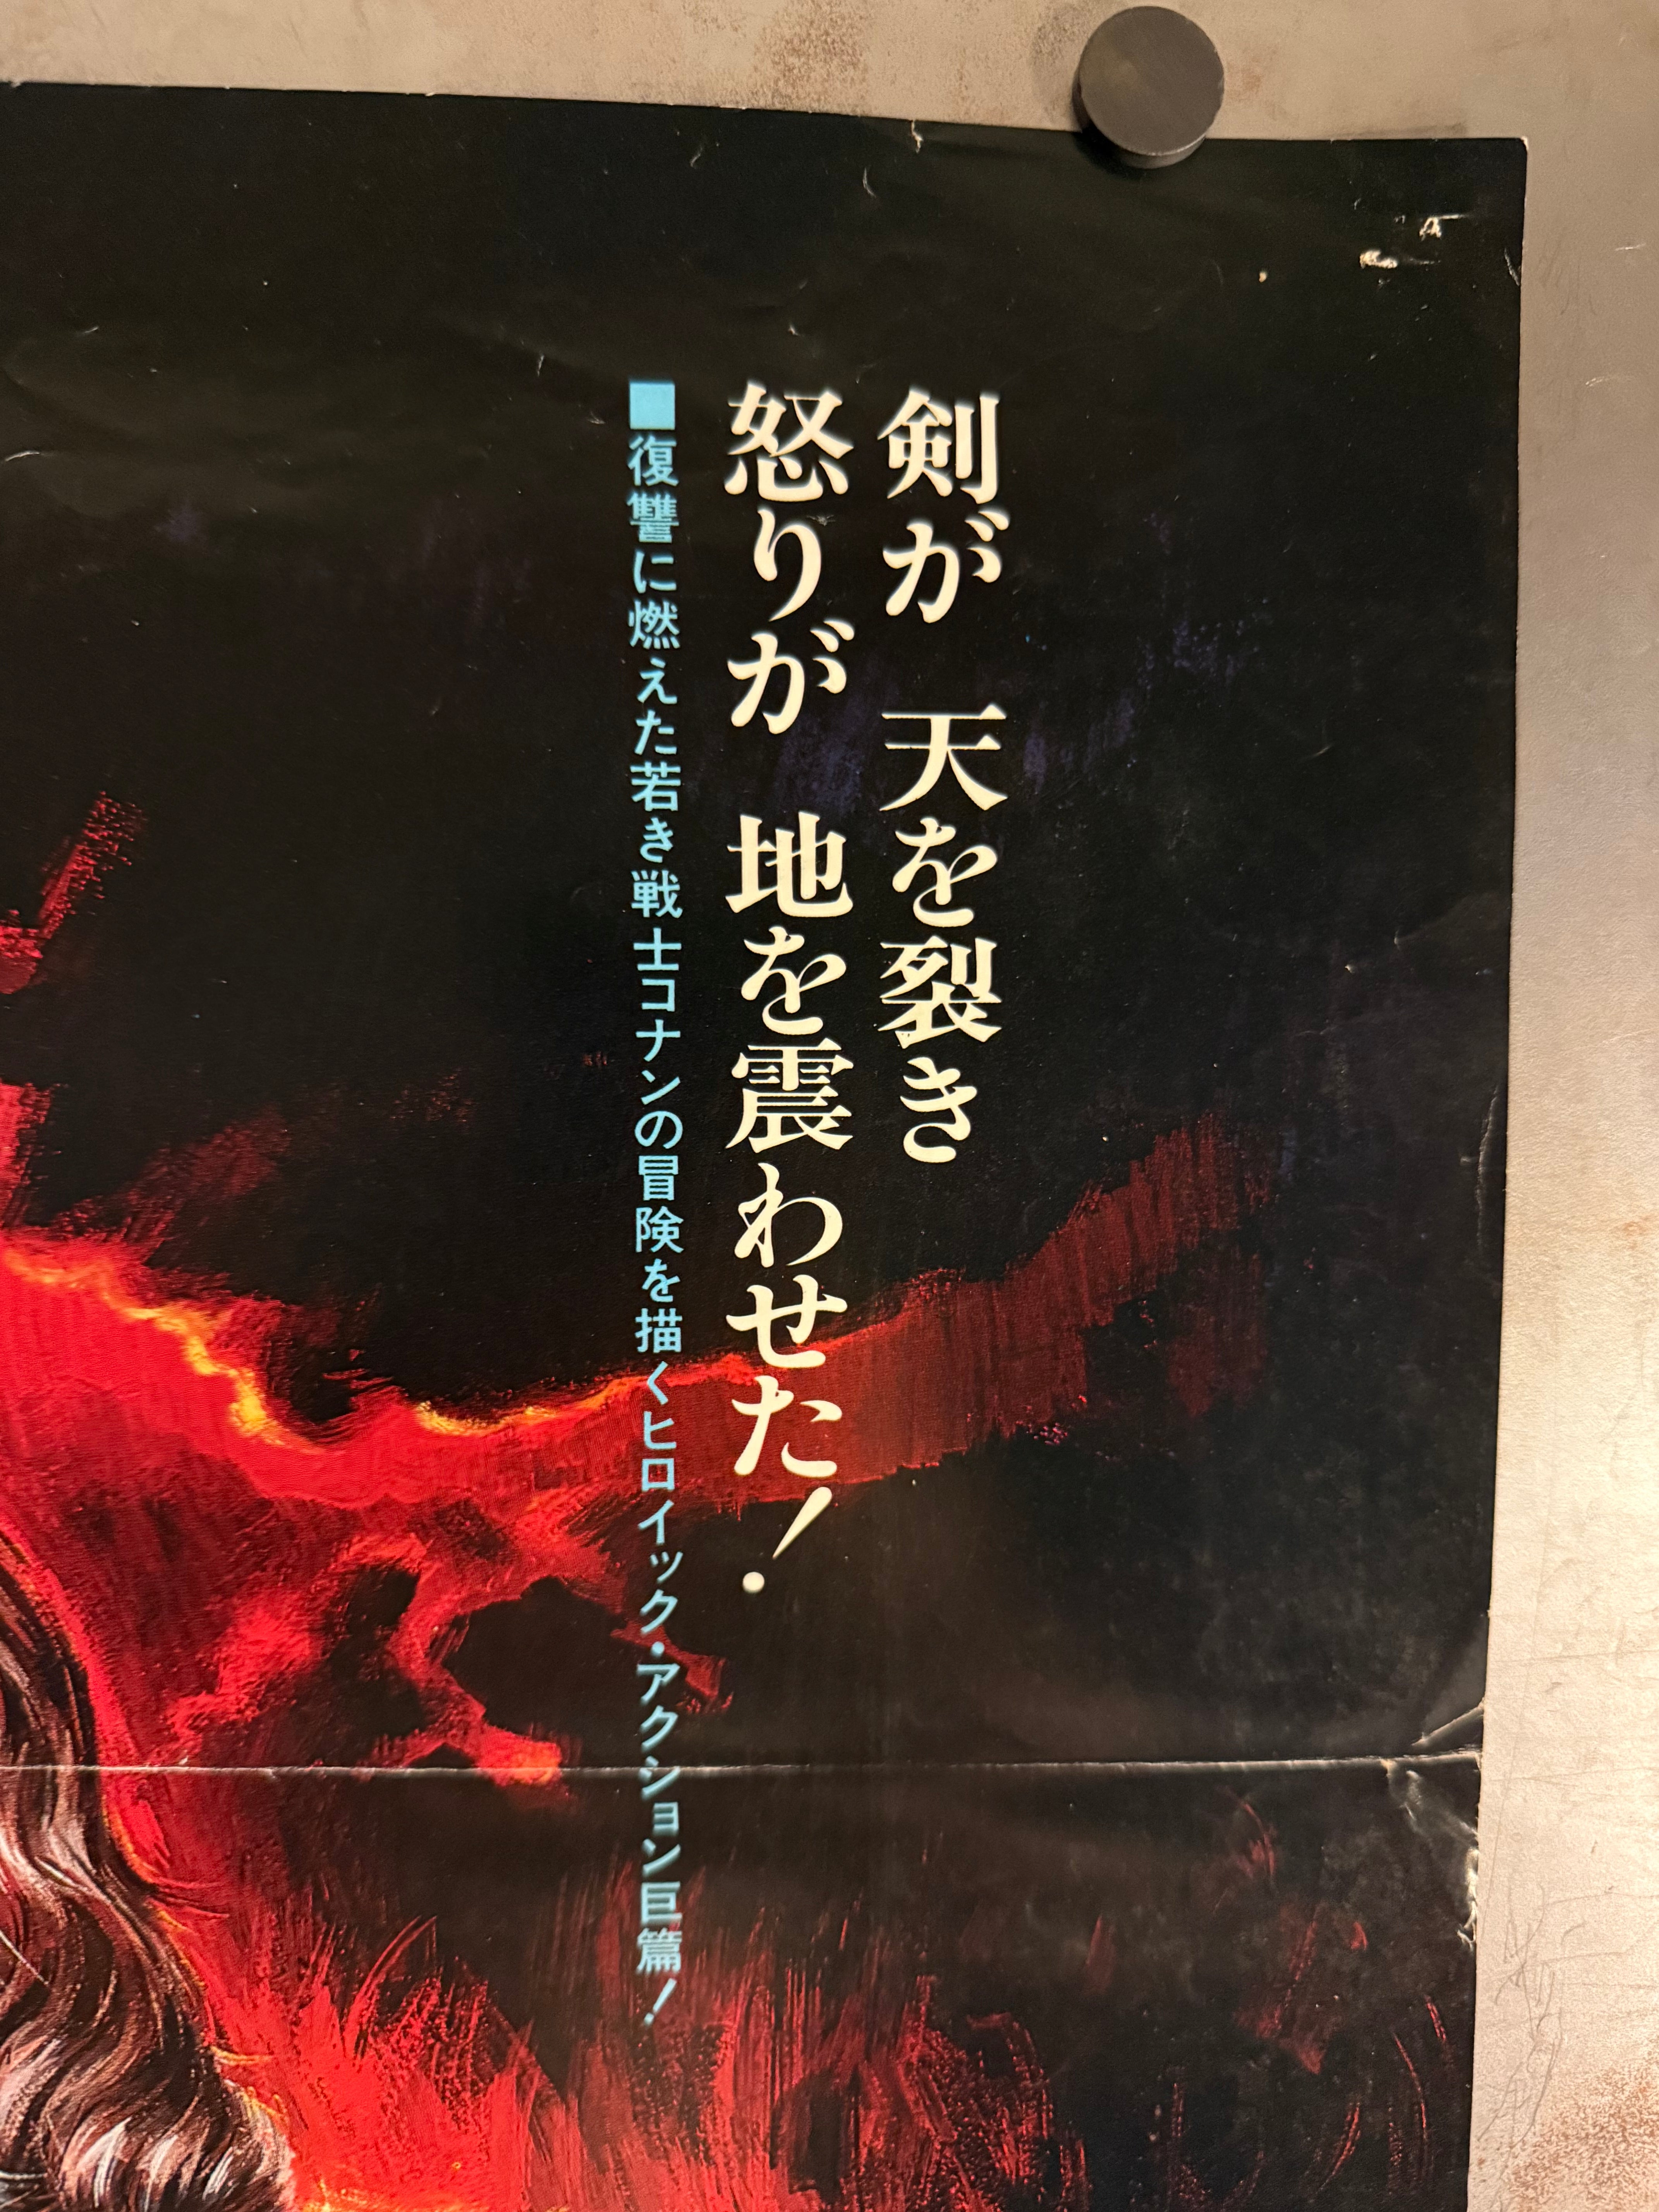 剣が 天を裂き
怒りが 地を震わせた!
■復讐に燃えた若き戦士コナンの冒険を描くヒロイック・アクション巨篇!